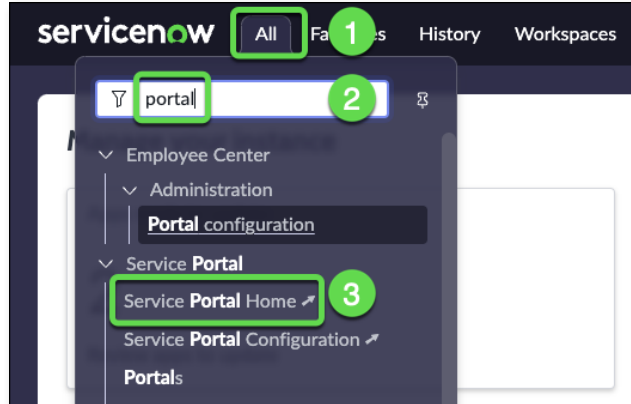 servicenow All Fa 1 es History Workspaces
portal 2
Employee Center
Administration
Portal configuration
Service Portal
Service Portal Home 3
Service Portal Configuration
Portals